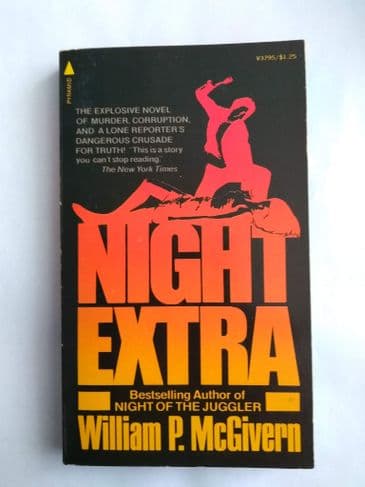 V3795/$1.25
PYRAMID
THE EXPLOSIVE NOVEL
OF MURDER, CORRUPTION,
AND A LONE REPORTER'S
DANGEROUS CRUSADE
FOR TRUTH! "This is a story
you can't stop reading."
The New York Times
NIGHT
EXTRA
Bestselling Author of
NIGHT OF THE JUGGLER
William P. McGivern